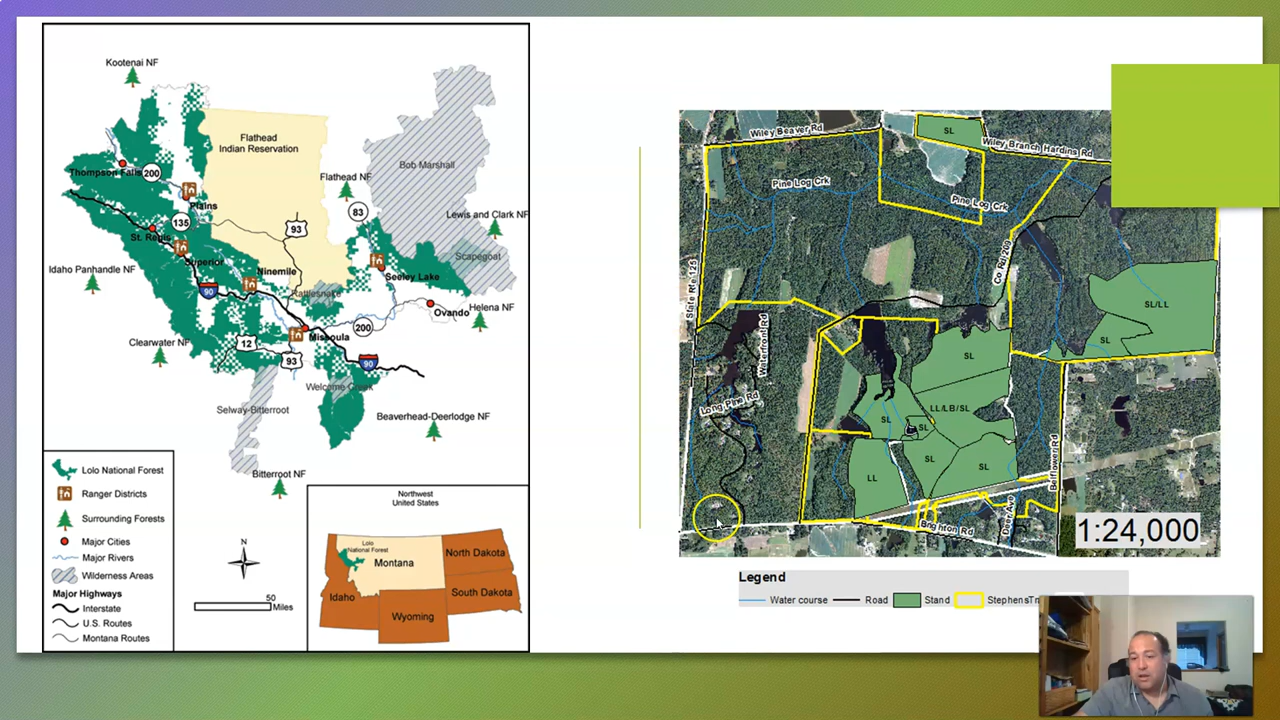 Kootenai NF
Flathead
Indian Reservation
Bob Marshall
Thompson Falls
200
Flathead NF
Plains
83
Lewis and Clark NF
135
93
St. Regis
Superior
Scapegoat
Idaho Panhandle NF
Ninemile
Seeley Lake
90
Rattlesnake
Helena NF
Ovando
200
Clearwater NF
12
Missoula
93
90
Welcome Creek
Selway-Bitterroot
Beaverhead-Deerlodge NF
Bitterroot NF
Lolo National Forest
Ranger Districts
Surrounding Forests
Major Cities
Major Rivers
Wilderness Areas
Major Highways
Interstate
U.S. Routes
Montana Routes
N
50
Miles
Northwest
United States
Lolo
National Forest
Montana
North Dakota
Idaho
South Dakota
Wyoming
Wiley Beaver Rd
SL
Wiley Branch Hardins Rd
Pine Log Crk
Pine Log Crk
Co Rd 209
State Rte 125
SL/LL
Waterfront Rd
SL
SL
Long Pine Rd
LL/LB/SL
SL
SL
SL
SL
LL
Bellflower Rd
Brighton Rd
Deer Ave
1:24,000
Legend
Water course
Road
Stand